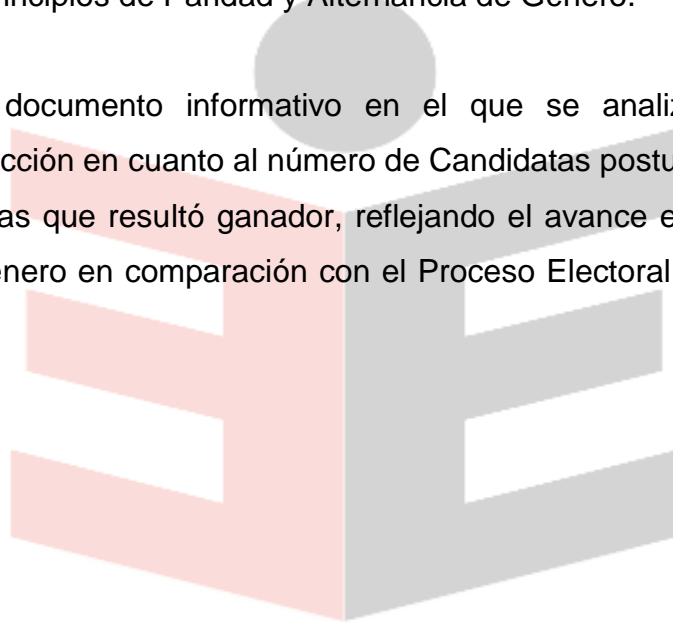 rincipios de Paridad y Alternancia de Género.
documento informativo en el que se analiz
cción en cuanto al número de Candidatas postu
as que resultó ganador, reflejando el avance e
énero en comparación con el Proceso Electoral